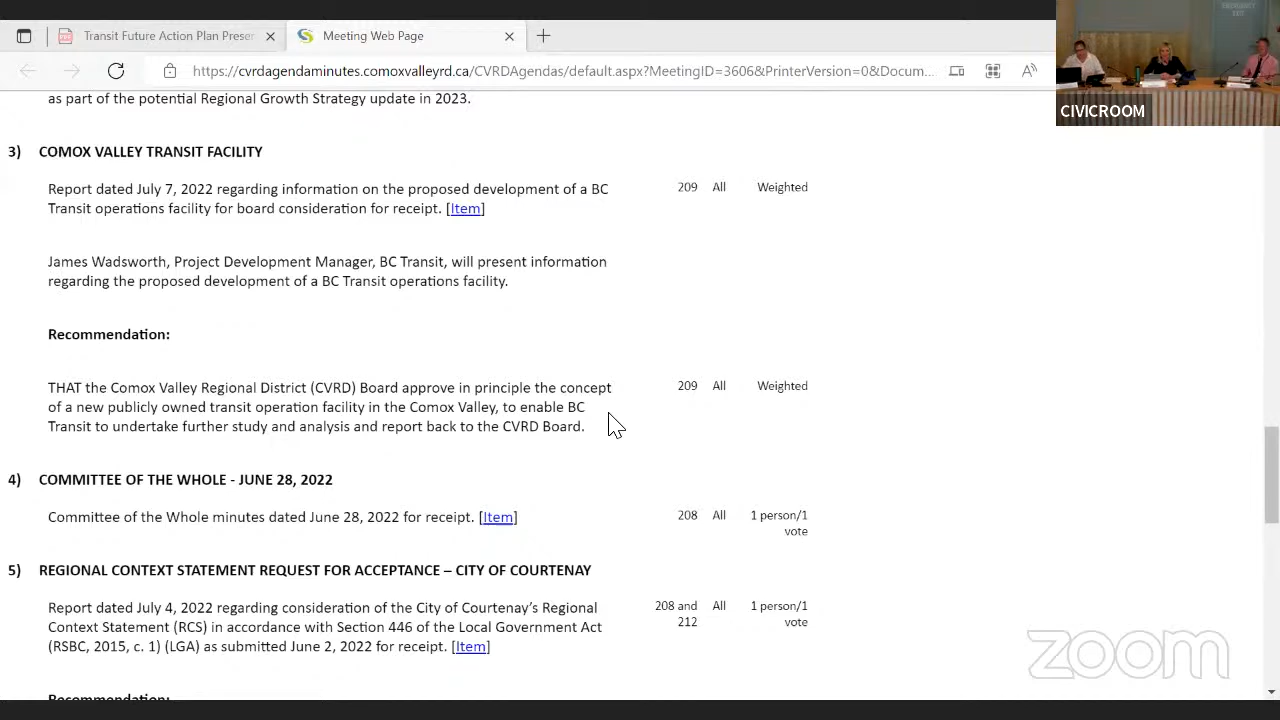 Transit Future Action Plan Preser
Meeting Web Page
https://cvrdagendaminutes.comoxvalleyrd.ca/CVRDAgendas/default.aspx?MeetingID=3606&PrinterVersion=0&Docum...
CIVICROOM
as part of the potential Regional Growth Strategy update in 2023.
3) COMOX VALLEY TRANSIT FACILITY
Report dated July 7, 2022 regarding information on the proposed development of a BC 209 All Weighted
Transit operations facility for board consideration for receipt. [Item]
James Wadsworth, Project Development Manager, BC Transit, will present information
regarding the proposed development of a BC Transit operations facility.
Recommendation:
THAT the Comox Valley Regional District (CVRD) Board approve in principle the concept 209 All Weighted
of a new publicly owned transit operation facility in the Comox Valley, to enable BC
Transit to undertake further study and analysis and report back to the CVRD Board.
4) COMMITTEE OF THE WHOLE - JUNE 28, 2022
Committee of the Whole minutes dated June 28, 2022 for receipt. [Item] 208 All 1 person/1
vote
5) REGIONAL CONTEXT STATEMENT REQUEST FOR ACCEPTANCE – CITY OF COURTENAY
Report dated July 4, 2022 regarding consideration of the City of Courtenay's Regional 208 and All 1 person/1
Context Statement (RCS) in accordance with Section 446 of the Local Government Act 212 vote
(RSBC, 2015, c. 1) (LGA) as submitted June 2, 2022 for receipt. [Item]
Recommendation:
zoom